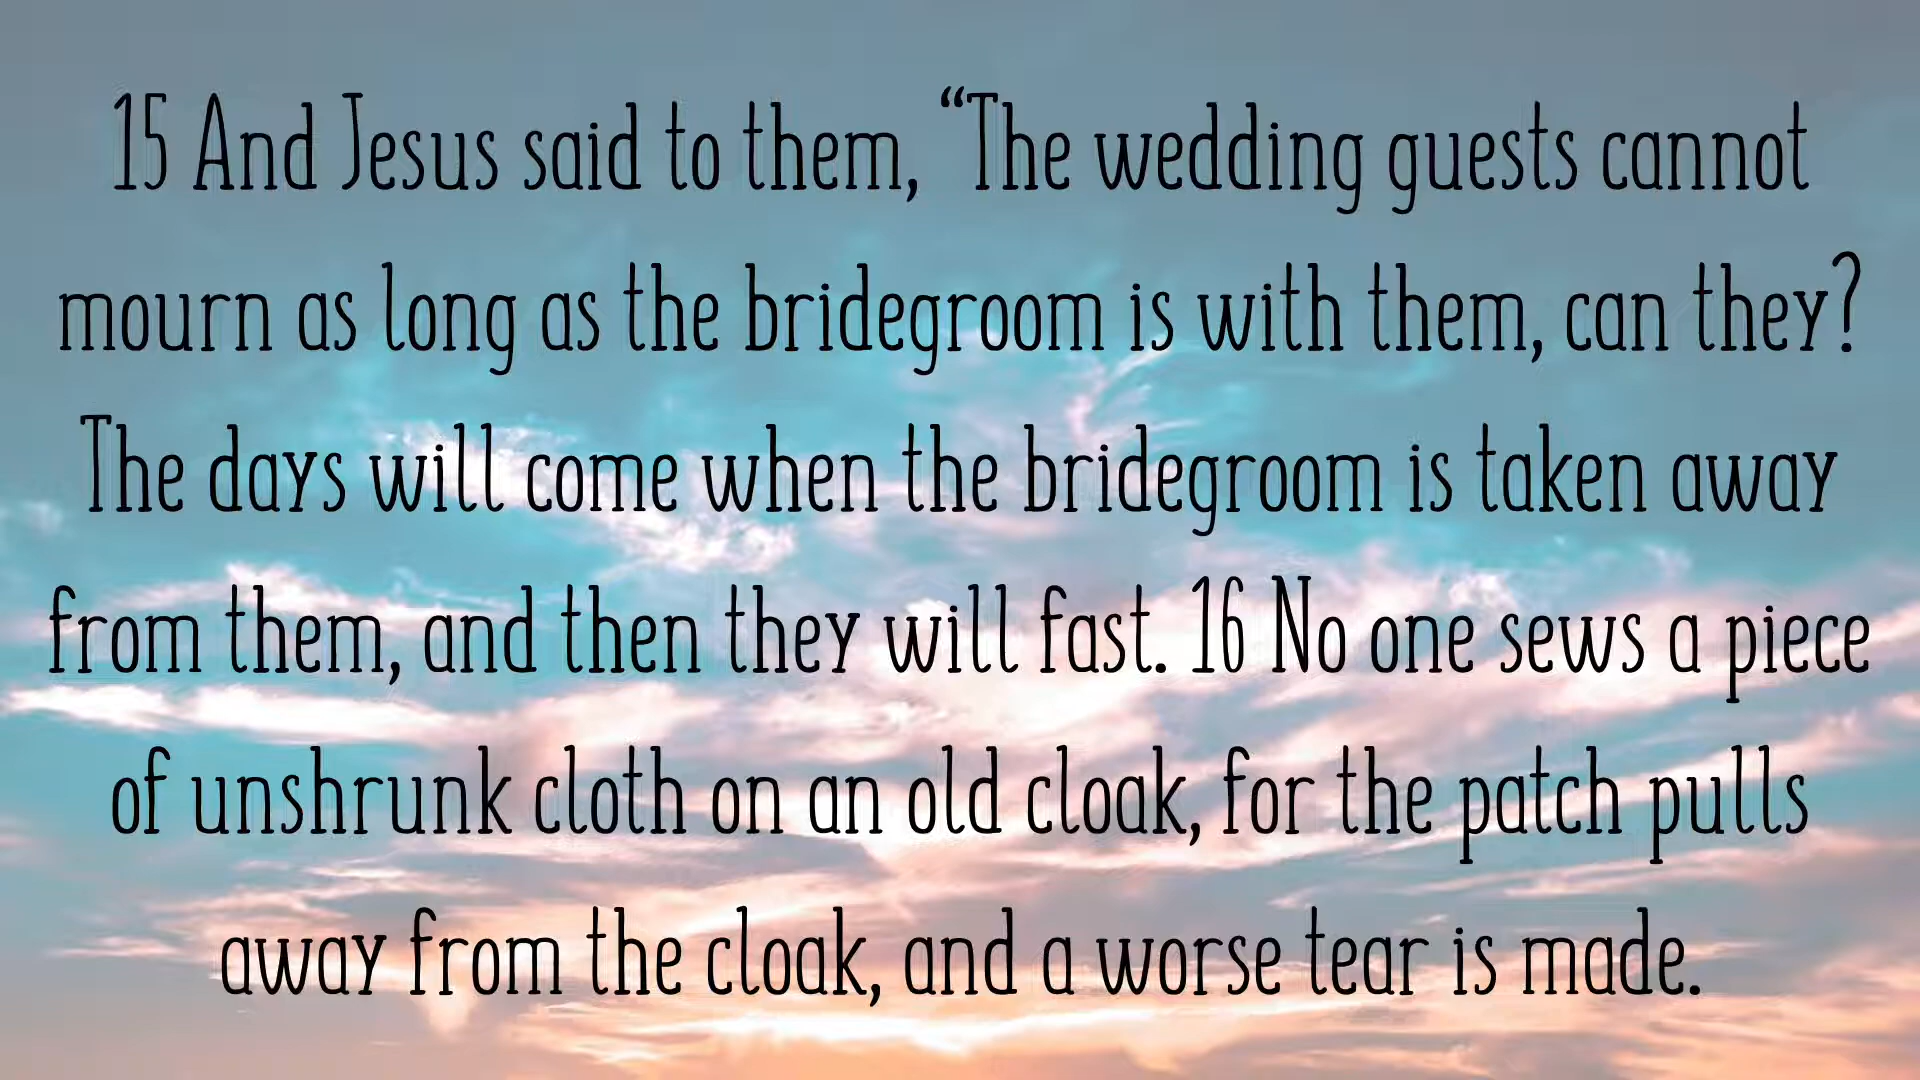 15 And Jesus said to them, “The wedding guests cannot
mourn as long as the bridegroom is with them, can they?
The days will come when the bridegroom is taken away
from them, and then they will fast. 16 No one sews a piece
of unshrunk cloth on an old cloak, for the patch pulls
away from the cloak, and a worse tear is made.